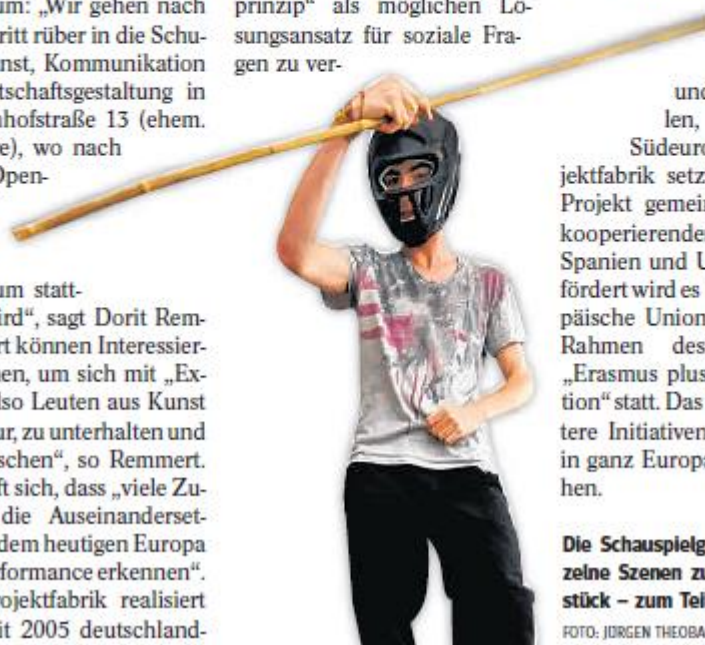 um: „Wir gehen nach
ritt rüber in die Schu-
nst, Kommunikation
tschaftsgestaltung in
hofstraße 13 (ehem.
e), wo nach
Open-
um statt-
ird“, sagt Dorit Rem-
rt können Interessier-
en, um sich mit „Ex-
lso Leuten aus Kunst
ur, zu unterhalten und
schen“, so Remmert.
ft sich, dass „viele Zu-
die Auseinanderset-
dem heutigen Europa
formance erkennen“.
rojektfabrik realisiert
it 2005 deutschland-
prinzip“ als möglichen Lö-
sungsansatz für soziale Fra-
gen zu ver-
und
len,
Südeuro
jektfabrik setz
Projekt gemein
kooperierende
Spanien und U
fördert wird es
päische Union
Rahmen des
„Erasmus plus
tion“ statt. Das
tere Initiativen
in ganz Europa
hen.
Die Schauspielg
zelne Szenen zu
stück – zum Teil
FOTO: JÜRGEN THEOBA